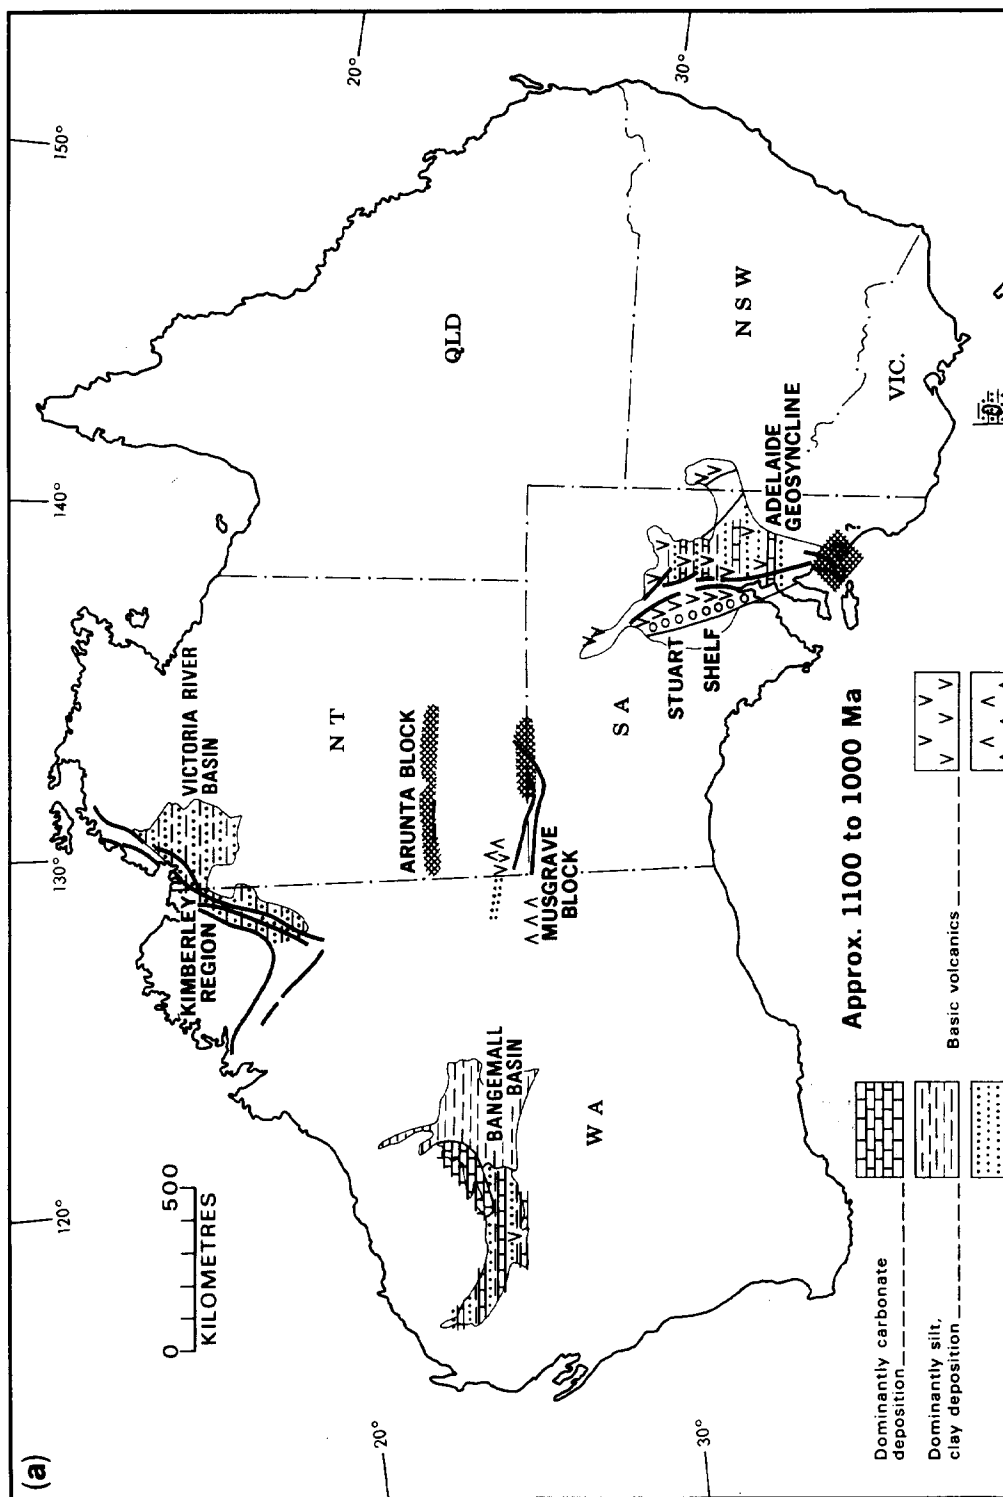 (a)
120°
130°
140°
150°
20°
20°
30°
30°
0 500
KILOMETRES
KIMBERLEY
REGION
VICTORIA RIVER
BASIN
BANGEMALL
BASIN
W A
N T
ARUNTA BLOCK
MUSGRAVE
BLOCK
S A
STUART
SHELF
ADELAIDE
GEOSYNCLINE
?
QLD
N S W
VIC.
Approx. 1100 to 1000 Ma
Dominantly carbonate
deposition
Dominantly silt,
clay deposition
Basic volcanics